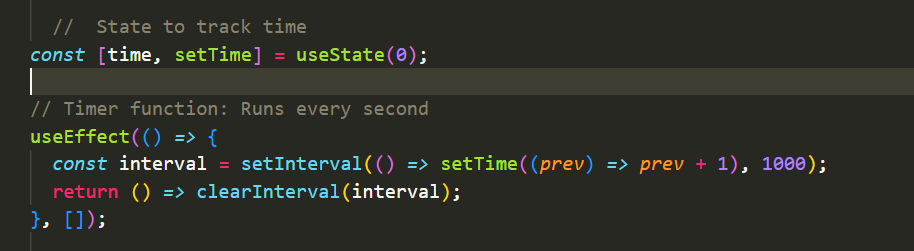 //  State to track time
const [time, setTime] = useState(0);
// Timer function: Runs every second
useEffect(() => {
const interval = setInterval(() => setTime((prev) => prev + 1), 1000);
return () => clearInterval(interval);
}, []);